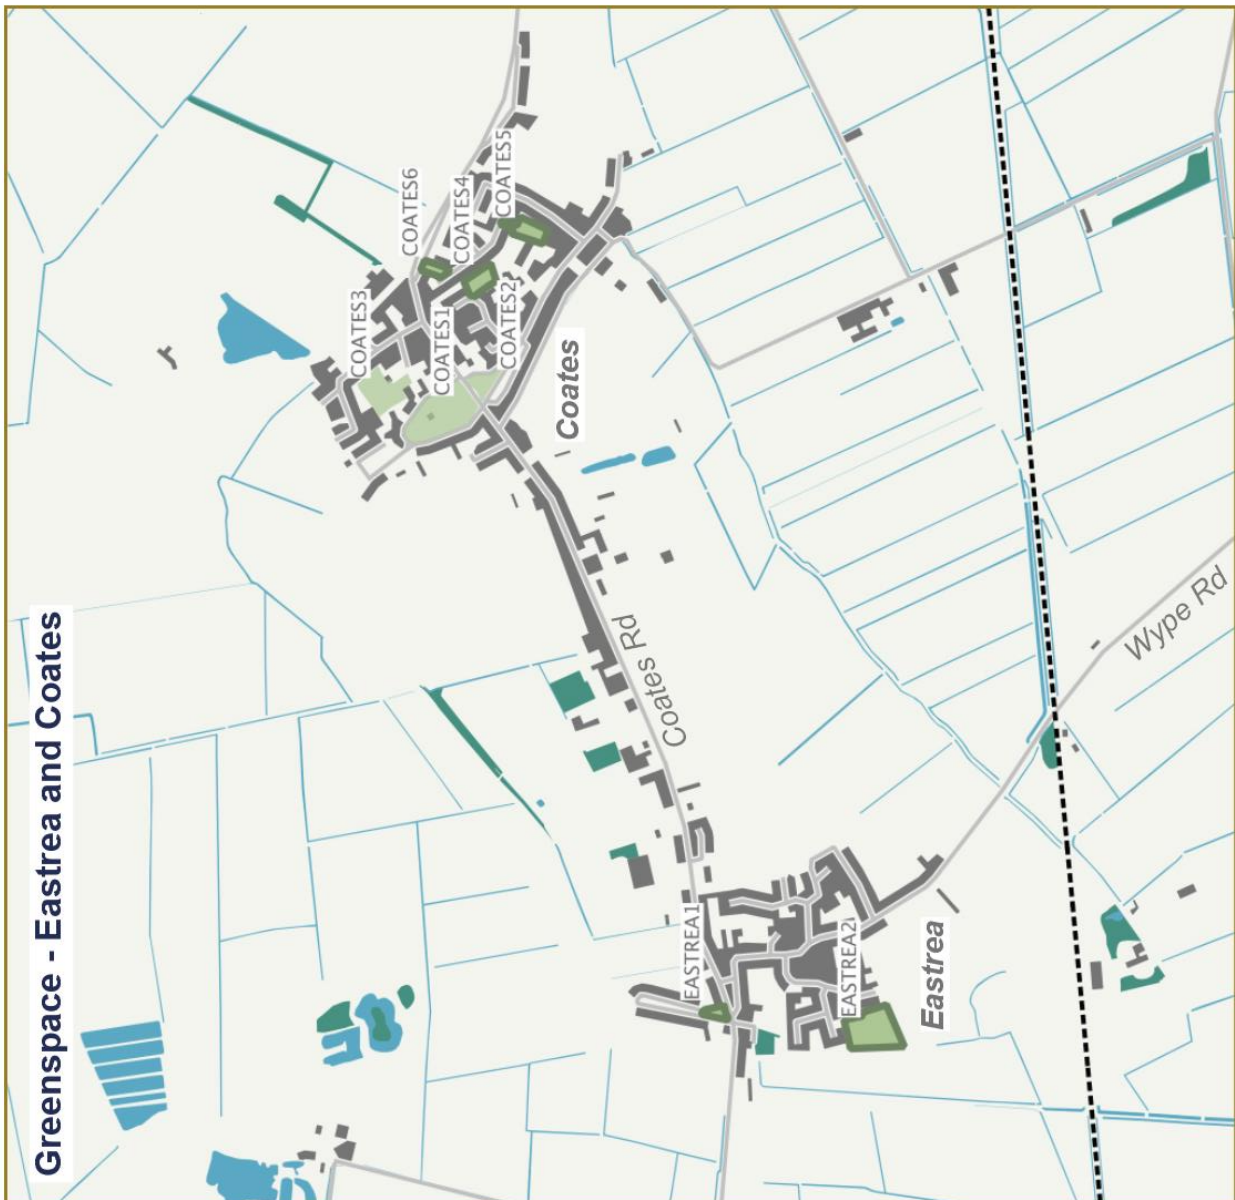 Greenspace - Eastrea and Coates
COATES6
COATES4
COATES5
COATES3
COATES1
COATES2
Coates
Coates Rd
Wype Rd
EASTREA1
EASTREA2
Eastrea